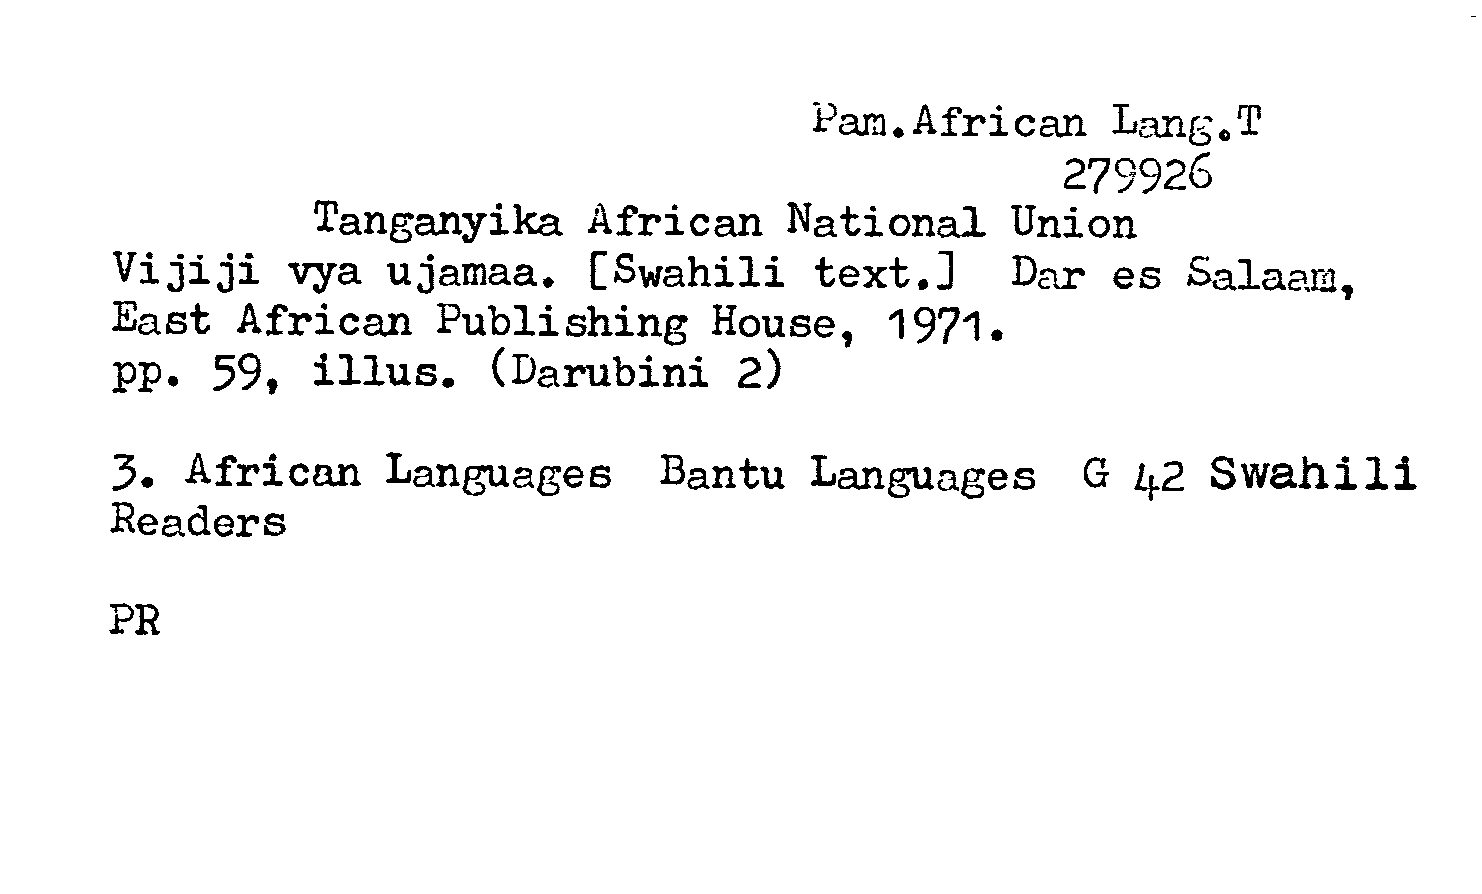 Pam.African Lang.T
279926
Tanganyika African National Union
Vijiji vya ujamaa. [Swahili text.] Dar es Salaam,
East African Publishing House, 1971.
pp. 59, illus. (Darubini 2)
3. African Languages Bantu Languages G 42 Swahili
Readers
PR